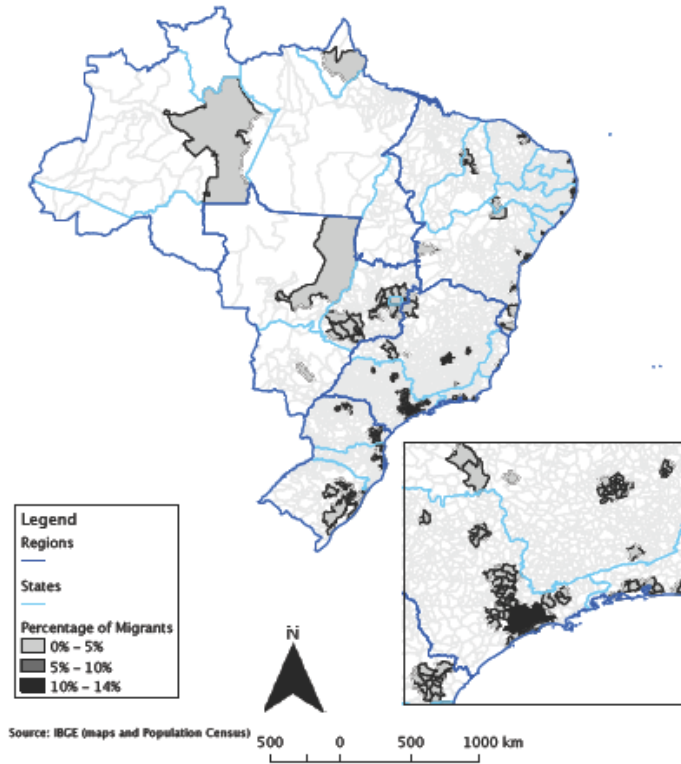 Legend
Regions
States
Percentage of Migrants
0% - 5%
5% - 10%
10% - 14%
N
Source: IBGE (maps and Population Census)
500 0 500 1000 km